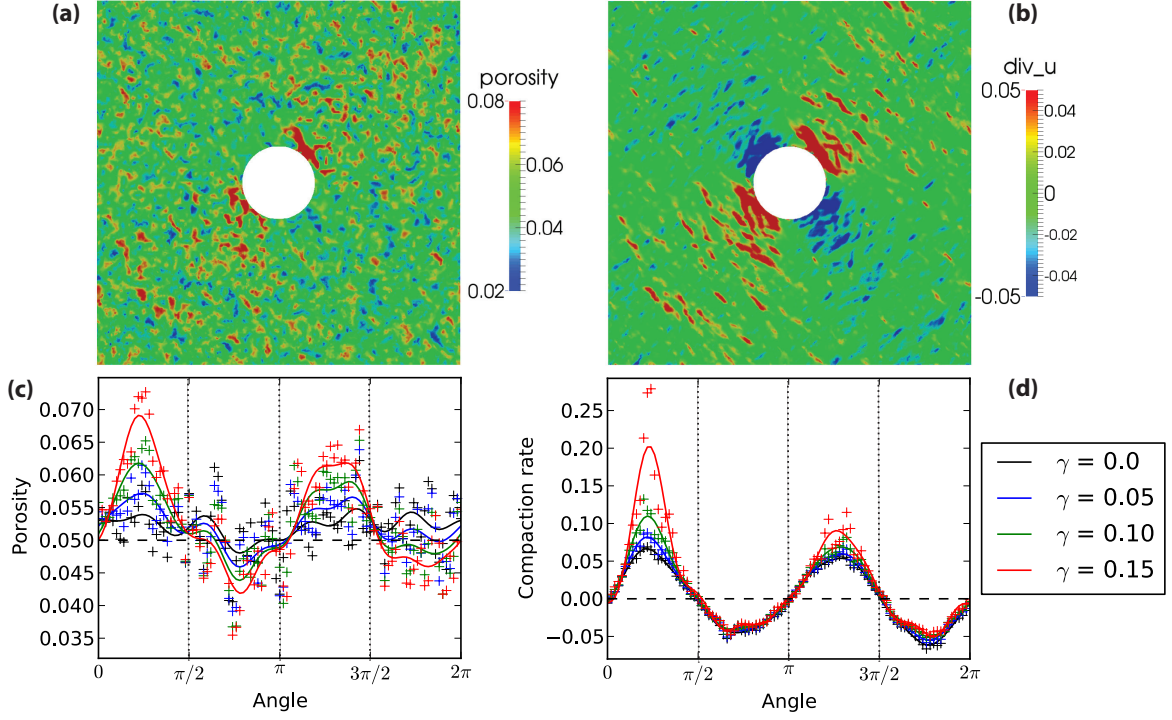 (a)
porosity
0.08
0.06
0.04
0.02
(b)
div_u
0.05
0.04
0.02
0
-0.02
-0.04
-0.05
(c)
Porosity
0.070
0.065
0.060
0.055
0.050
0.045
0.040
0.035
0
π/2
π
3π/2
2π
Angle
(d)
Compaction rate
0.25
0.20
0.15
0.10
0.05
0.00
−0.05
0
π/2
π
3π/2
2π
Angle
γ = 0.0
γ = 0.05
γ = 0.10
γ = 0.15